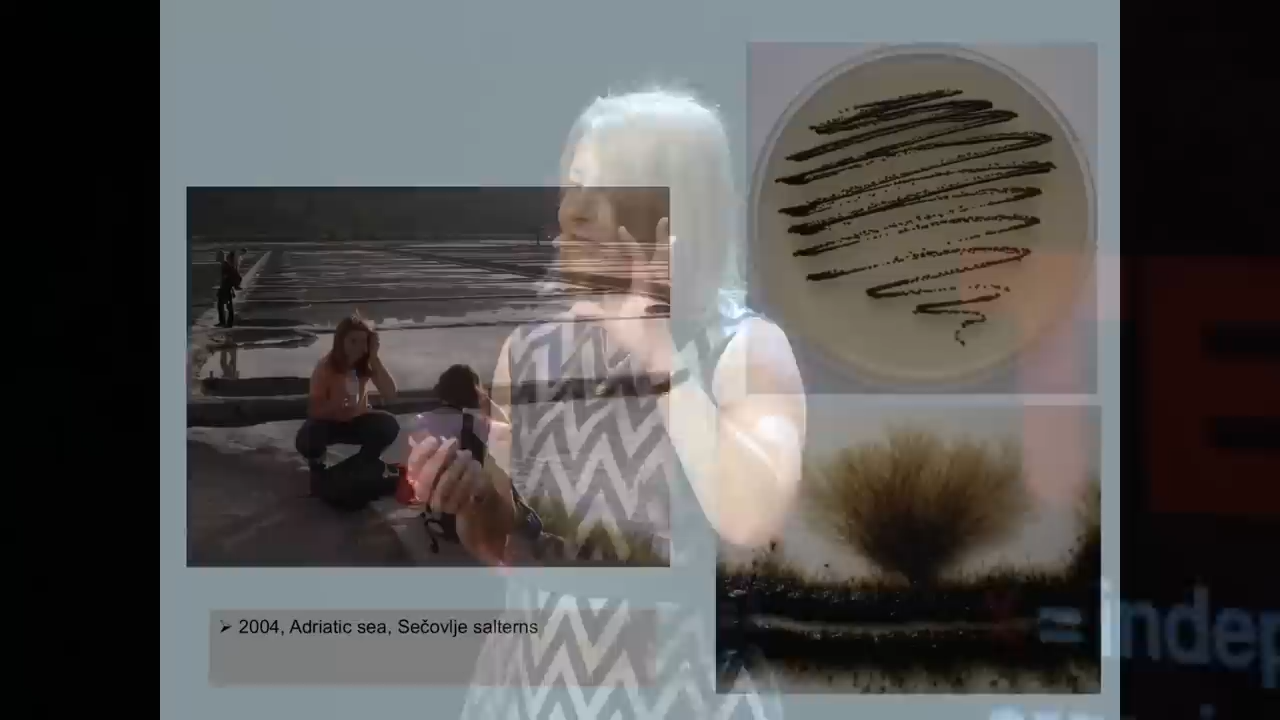 ➢ 2004, Adriatic sea, Sečovlje salterns
E
= indep